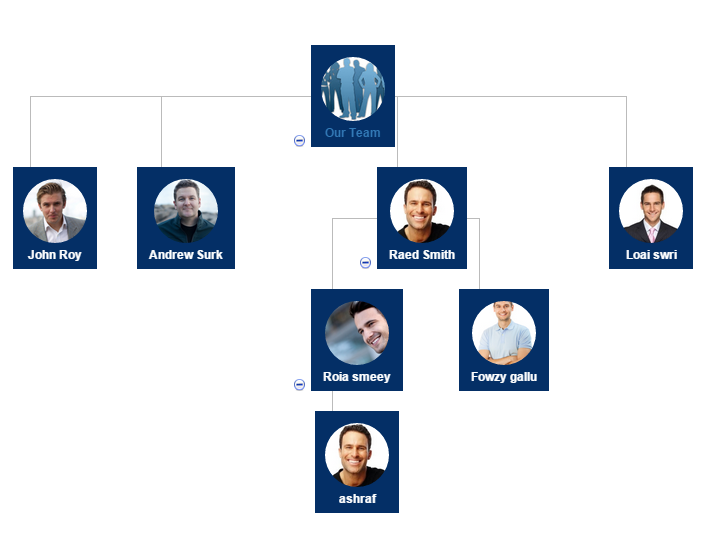 Our Team
John Roy
Andrew Surk
Raed Smith
Loai swri
Roia smeey
Fowzy gallu
ashraf